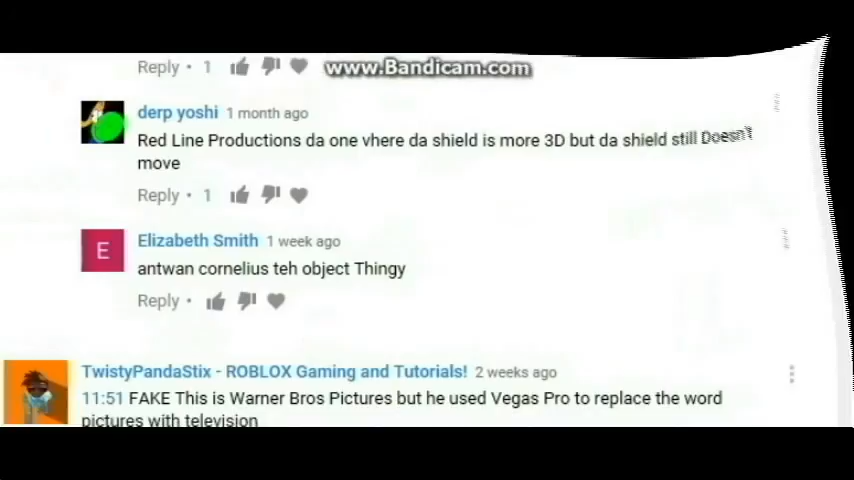 Reply • 1
www.Bandicam.com
derp yoshi 1 month ago
Red Line Productions da one vhere da shield is more 3D but da shield still Doesn't
move
Reply • 1
E
Elizabeth Smith 1 week ago
antwan cornelius teh object Thingy
Reply •
TwistyPandaStix - ROBLOX Gaming and Tutorials! 2 weeks ago
11:51 FAKE This is Warner Bros Pictures but he used Vegas Pro to replace the word
pictures with television